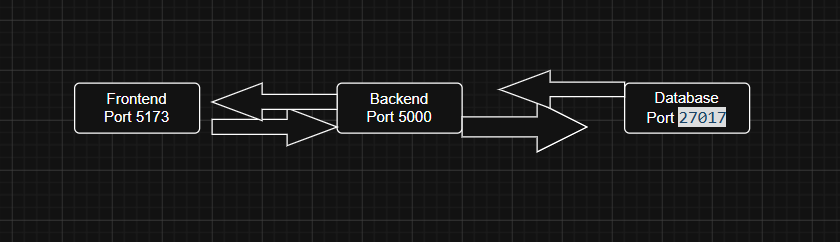 Frontend
Port 5173
Backend
Port 5000
Database
Port 27017